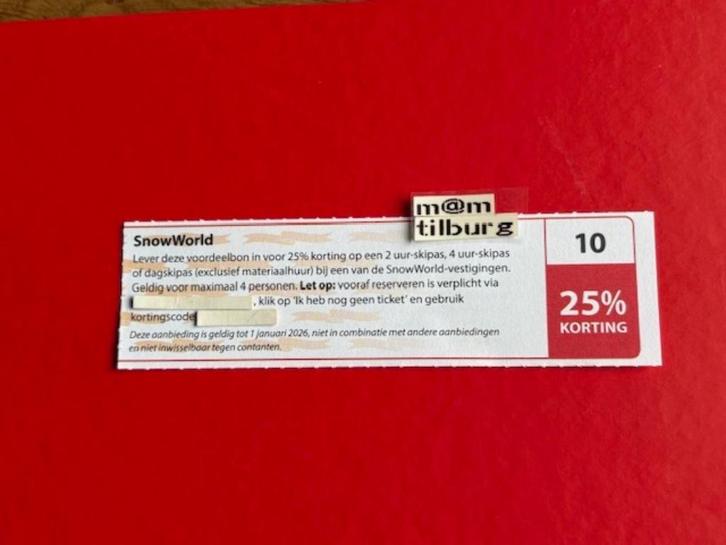 m@m
tilburg
SnowWorld
Lever deze voordeelbon in voor 25% korting op een 2 uur-skipas, 4 uur-skipas
of dagskipas (exclusief materiaalhuur) bij een van de SnowWorld-vestigingen.
Geldig voor maximaal 4 personen. Let op: vooraf reserveren is verplicht via
, klik op 'Ik heb nog geen ticket' en gebruik
kortingscode
Deze aanbieding is geldig tot 1 januari 2026, niet in combinatie met andere aanbiedingen
en niet inwisselbaar tegen contanten.
10
25%
KORTING